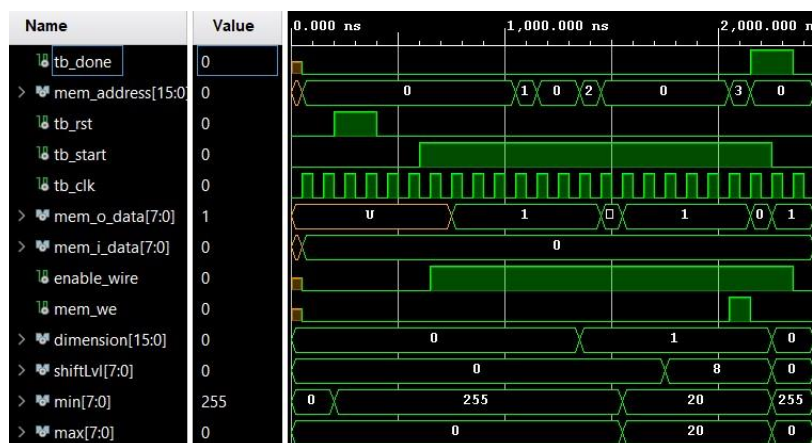 Name Value 0.000 ns 1,000.000 ns 2,000.000 n
tb_done 0
mem_address[15:0] 0 0 1 0 2 0 3 0
tb_rst 0
tb_start 0
tb_clk 0
mem_o_data[7:0] 1 U 1 1 0 1
mem_i_data[7:0] 0 0
enable_wire 0
mem_we 0
dimension[15:0] 0 0 1 0
shiftLvl[7:0] 0 0 8 0
min[7:0] 255 0 255 20 255
max[7:0] 0 0 20 0